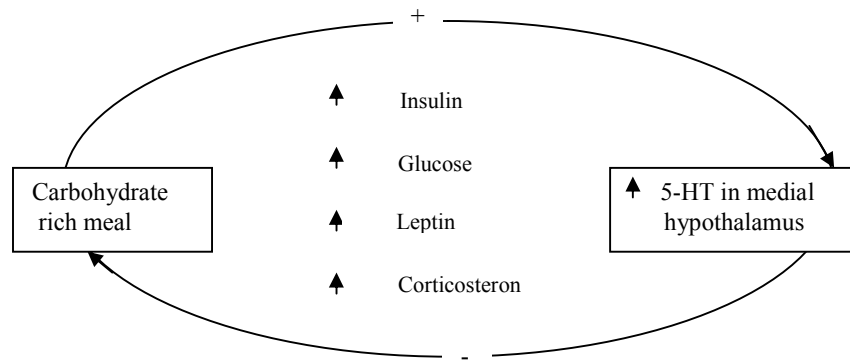 +
Insulin
Glucose
Carbohydrate
rich meal
5-HT in medial
hypothalamus
Leptin
Corticosteron
-